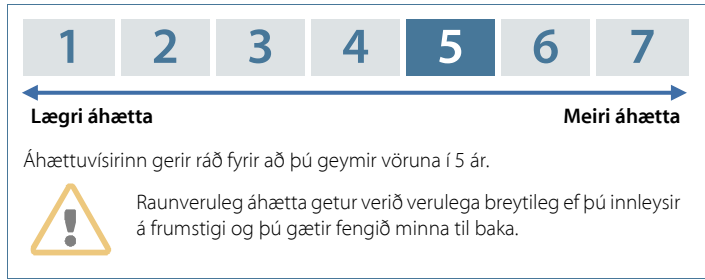 1 2 3 4 5 6 7
Lægri áhætta Meiri áhætta
Áhættuvísirinn gerir ráð fyrir að þú geymir vöruna í 5 ár.
Raunveruleg áhætta getur verið verulega breytileg ef þú innleysir
á frumstigi og þú gætir fengið minna til baka.